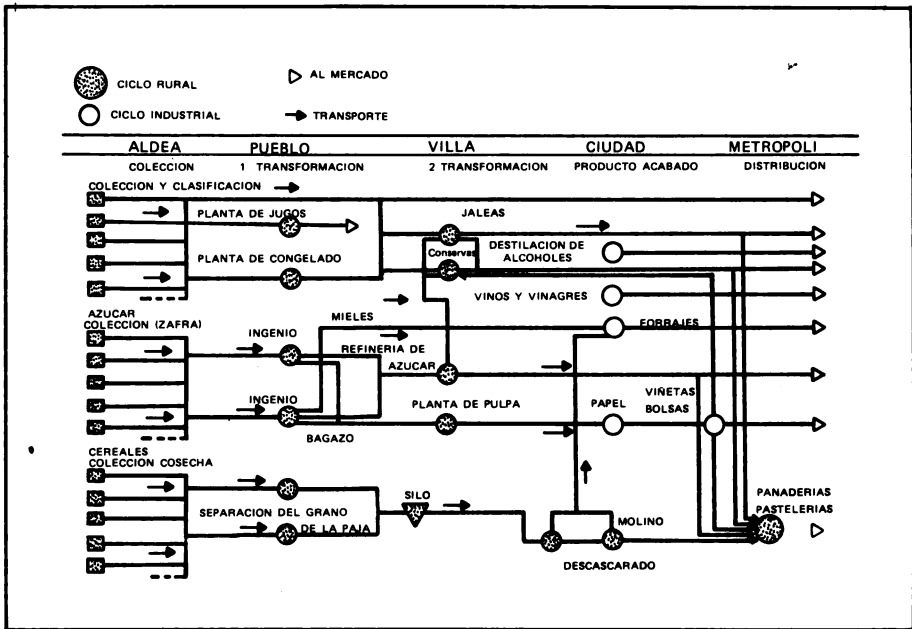 CICLO RURAL
AL MERCADO
CICLO INDUSTRIAL
TRANSPORTE
ALDEA PUEBLO VILLA CIUDAD METROPOLI
COLECCION 1 TRANSFORMACION 2 TRANSFORMACION PRODUCTO ACABADO DISTRIBUCION
COLECCION Y CLASIFICACION
PLANTA DE JUGOS
JALEAS
PLANTA DE CONGELADO
Conservas
DESTILACION DE
ALCOHOLES
VINOS Y VINAGRES
AZUCAR
COLECCION (ZAFRA)
INGENIO
MIELES
FORRAJES
REFINERIA DE
AZUCAR
INGENIO
BAGAZO
PLANTA DE PULPA
PAPEL
VIÑETAS
BOLSAS
CEREALES
COLECCION COSECHA
SEPARACION DEL GRANO
DE LA PAJA
SILO
MOLINO
DESCASCARADO
PANADERIAS
PASTELERIAS